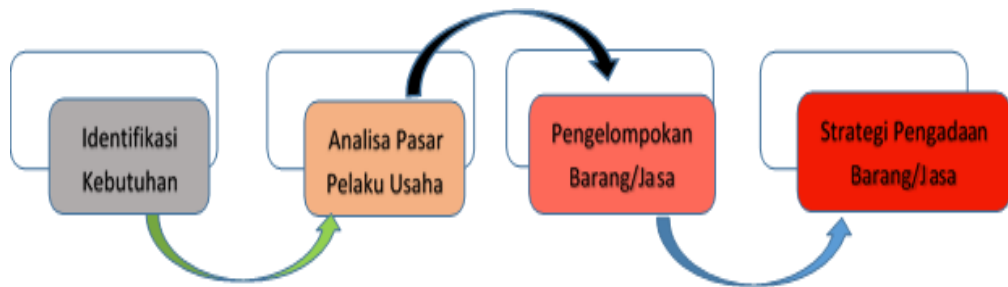 Identifikasi
Kebutuhan
Analisa Pasar
Pelaku Usaha
Pengelompokan
Barang/Jasa
Strategi Pengadaan
Barang/Jasa